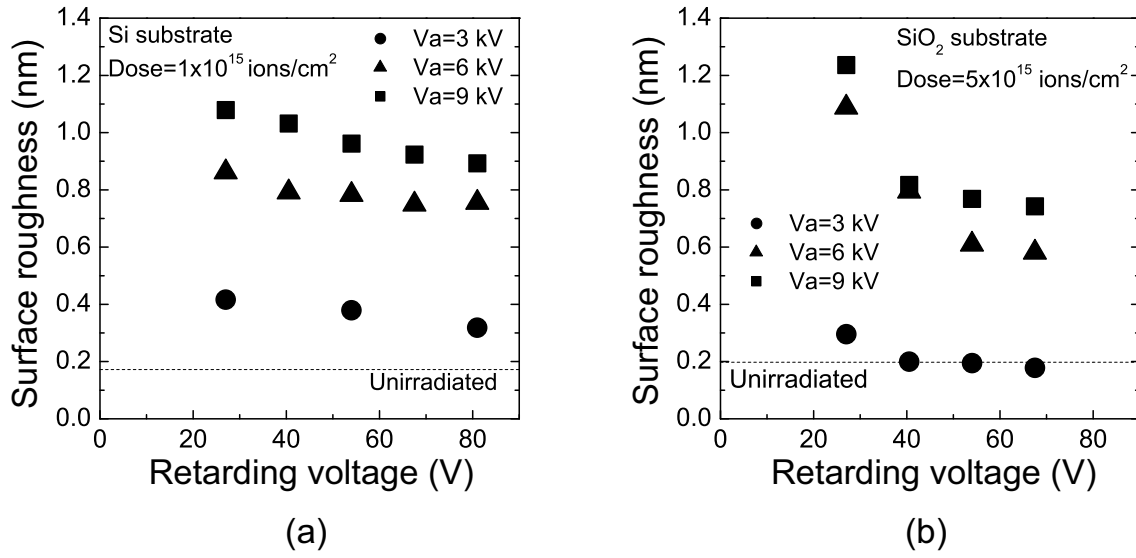 Surface roughness (nm)
1.4
1.2
1.0
0.8
0.6
0.4
0.2
0.0
Si substrate
Dose=1x10¹⁵ ions/cm²
Va=3 kV
Va=6 kV
Va=9 kV
Unirradiated
0 20 40 60 80
Retarding voltage (V)
(a)
Surface roughness (nm)
1.4
1.2
1.0
0.8
0.6
0.4
0.2
0.0
SiO₂ substrate
Dose=5x10¹⁵ ions/cm²
Va=3 kV
Va=6 kV
Va=9 kV
Unirradiated
0 20 40 60 80
Retarding voltage (V)
(b)